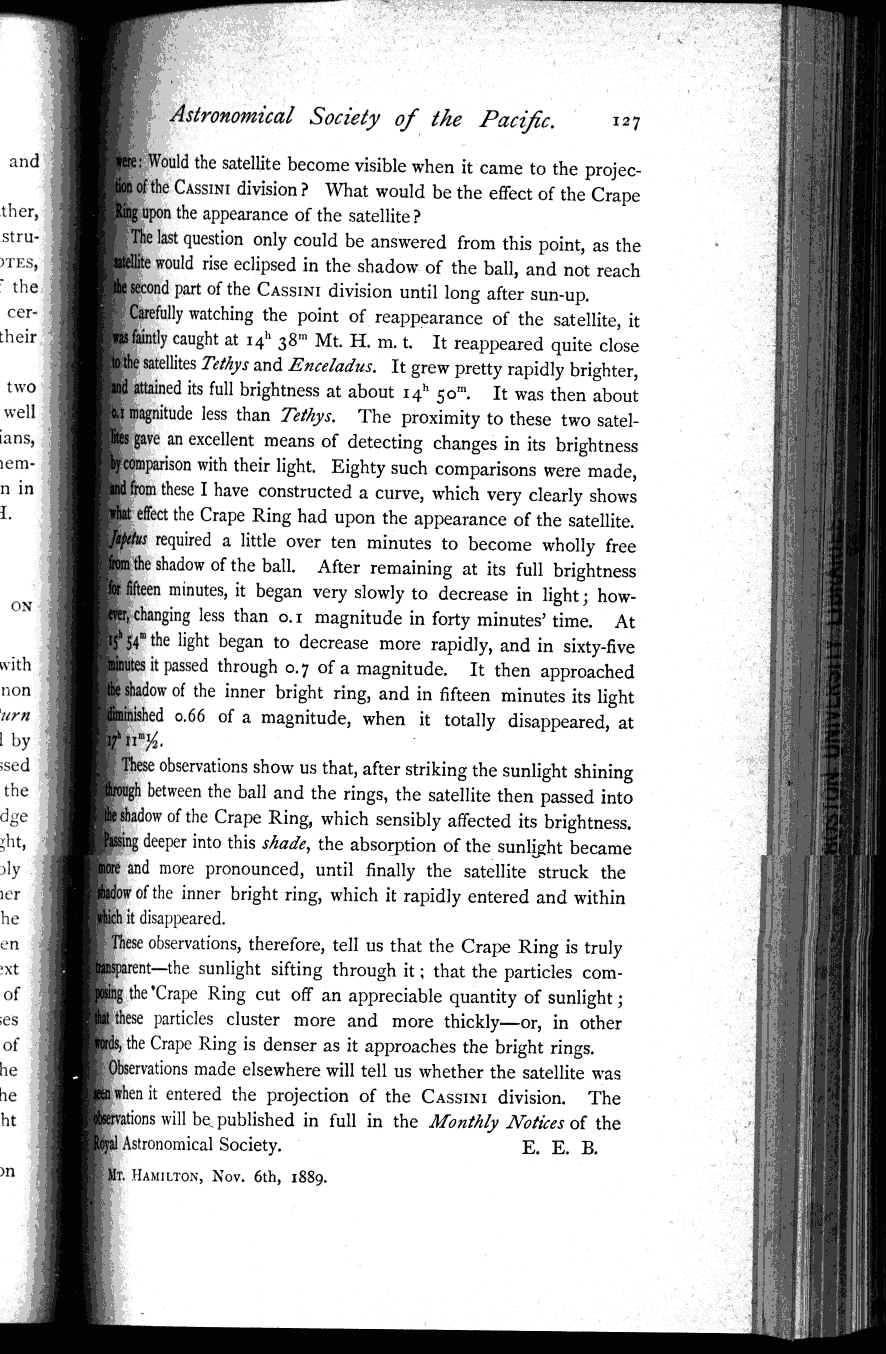 and
ther,
stru-
OTES,
f the
cer-
their
two
well
ians,
nem-
n in
H.
ON
with
non
urn
l by
ssed
the
dge
ght,
oly
ner
he
en
ext
of
ses
of
he
he
ht
on
Astronomical Society of the Pacific. 127
were: Would the satellite become visible when it came to the projec-
tion of the CASSINI division? What would be the effect of the Crape
Ring upon the appearance of the satellite?
The last question only could be answered from this point, as the
satellite would rise eclipsed in the shadow of the ball, and not reach
the second part of the CASSINI division until long after sun-up.
Carefully watching the point of reappearance of the satellite, it
was faintly caught at 14h 38m Mt. H. m. t. It reappeared quite close
to the satellites Tethys and Enceladus. It grew pretty rapidly brighter,
and attained its full brightness at about 14h 50m. It was then about
0.1 magnitude less than Tethys. The proximity to these two satel-
lites gave an excellent means of detecting changes in its brightness
by comparison with their light. Eighty such comparisons were made,
and from these I have constructed a curve, which very clearly shows
what effect the Crape Ring had upon the appearance of the satellite.
Japetus required a little over ten minutes to become wholly free
from the shadow of the ball. After remaining at its full brightness
for fifteen minutes, it began very slowly to decrease in light; how-
ever, changing less than 0.1 magnitude in forty minutes' time. At
15h 54m the light began to decrease more rapidly, and in sixty-five
minutes it passed through 0.7 of a magnitude. It then approached
the shadow of the inner bright ring, and in fifteen minutes its light
diminished 0.66 of a magnitude, when it totally disappeared, at
17h 11m½.
These observations show us that, after striking the sunlight shining
through between the ball and the rings, the satellite then passed into
the shadow of the Crape Ring, which sensibly affected its brightness.
Passing deeper into this shade, the absorption of the sunlight became
more and more pronounced, until finally the satellite struck the
shadow of the inner bright ring, which it rapidly entered and within
which it disappeared.
These observations, therefore, tell us that the Crape Ring is truly
transparent—the sunlight sifting through it; that the particles com-
posing the Crape Ring cut off an appreciable quantity of sunlight;
that these particles cluster more and more thickly—or, in other
words, the Crape Ring is denser as it approaches the bright rings.
Observations made elsewhere will tell us whether the satellite was
seen when it entered the projection of the CASSINI division. The
observations will be published in full in the Monthly Notices of the
Royal Astronomical Society. E. E. B.
MT. HAMILTON, Nov. 6th, 1889.
BOSTON UNIVERSITY LIBRARIES